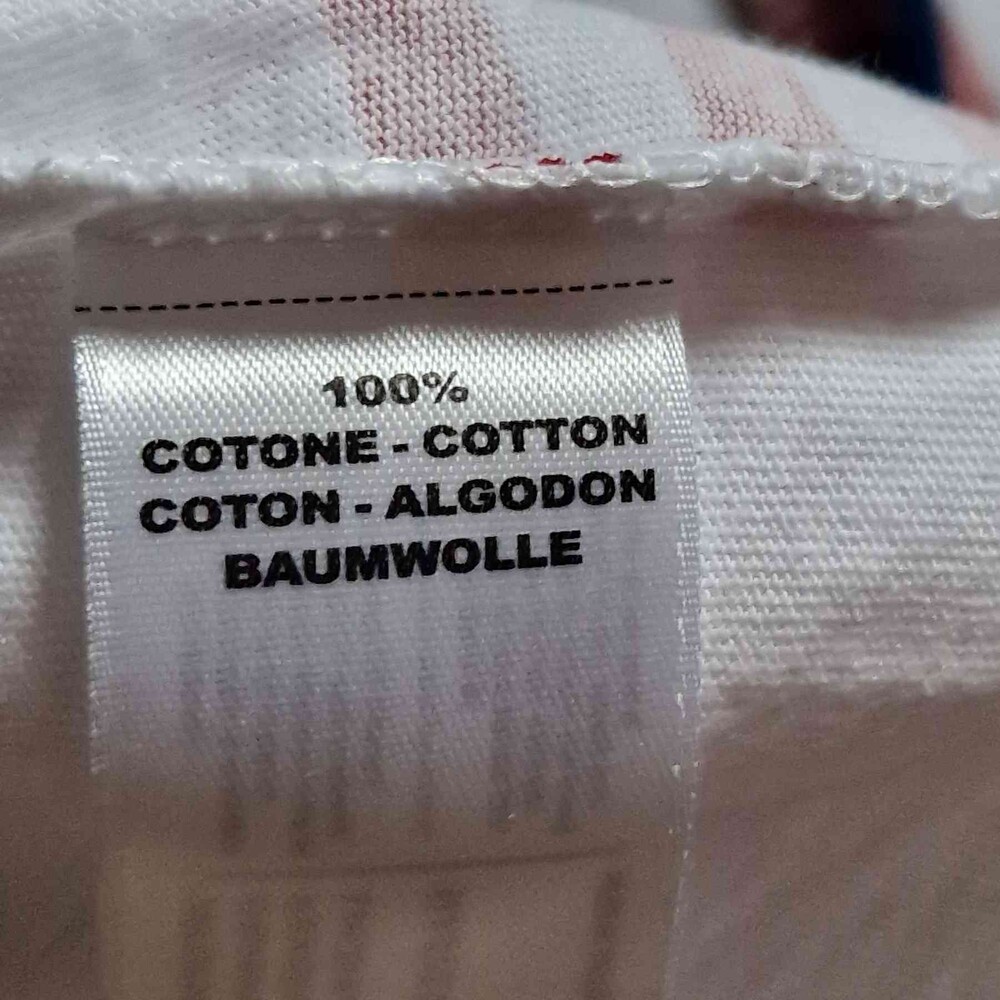 100%
COTONE - COTTON
COTON - ALGODON
BAUMWOLLE